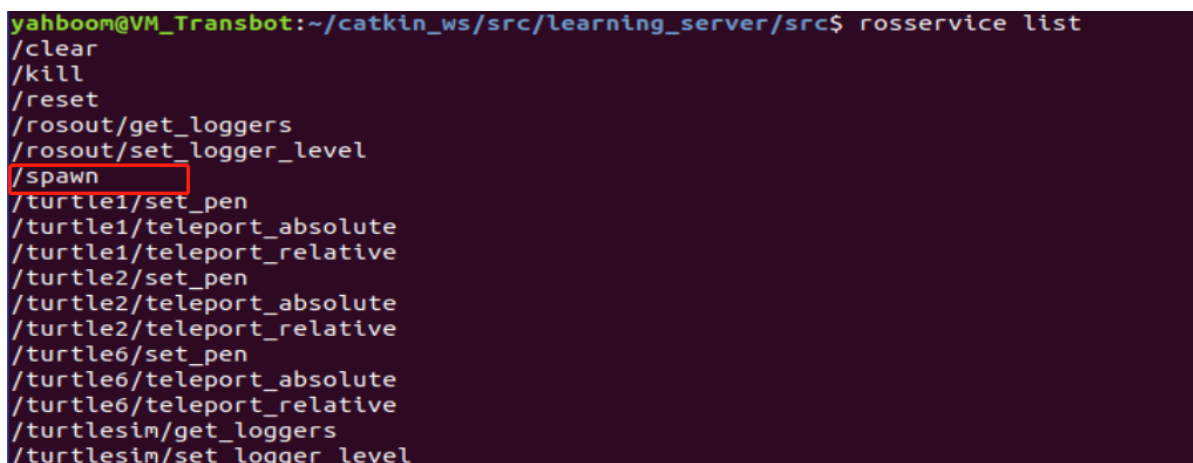 yahboom@VM_Transbot:~/catkin_ws/src/learning_server/src$ rosservice list
/clear
/kill
/reset
/rosout/get_loggers
/rosout/set_logger_level
/spawn
/turtle1/set_pen
/turtle1/teleport_absolute
/turtle1/teleport_relative
/turtle2/set_pen
/turtle2/teleport_absolute
/turtle2/teleport_relative
/turtle6/set_pen
/turtle6/teleport_absolute
/turtle6/teleport_relative
/turtlesim/get_loggers
/turtlesim/set_logger_level